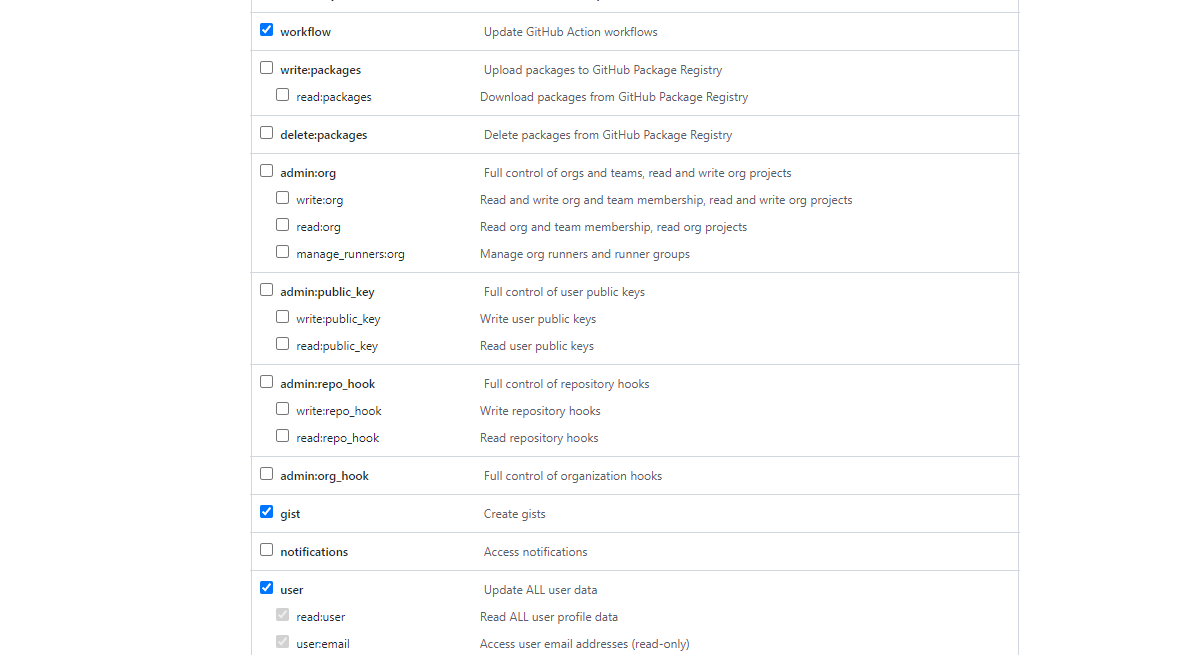 workflow Update GitHub Action workflows
write:packages Upload packages to GitHub Package Registry
read:packages Download packages from GitHub Package Registry
delete:packages Delete packages from GitHub Package Registry
admin:org Full control of orgs and teams, read and write org projects
write:org Read and write org and team membership, read and write org projects
read:org Read org and team membership, read org projects
manage_runners:org Manage org runners and runner groups
admin:public_key Full control of user public keys
write:public_key Write user public keys
read:public_key Read user public keys
admin:repo_hook Full control of repository hooks
write:repo_hook Write repository hooks
read:repo_hook Read repository hooks
admin:org_hook Full control of organization hooks
gist Create gists
notifications Access notifications
user Update ALL user data
read:user Read ALL user profile data
user:email Access user email addresses (read-only)